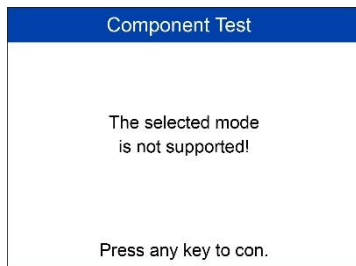 Component Test
The selected mode
is not supported!
Press any key to con.